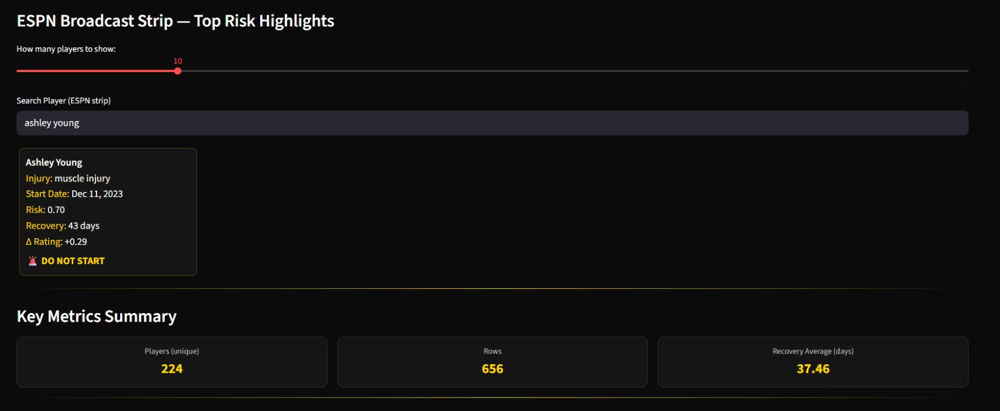 ESPN Broadcast Strip — Top Risk Highlights
How many players to show:
10
Search Player (ESPN strip)
ashley young
Ashley Young
Injury: muscle injury
Start Date: Dec 11, 2023
Risk: 0.70
Recovery: 43 days
Δ Rating: +0.29
🚨 DO NOT START
Key Metrics Summary
Players (unique)
224
Rows
656
Recovery Average (days)
37.46